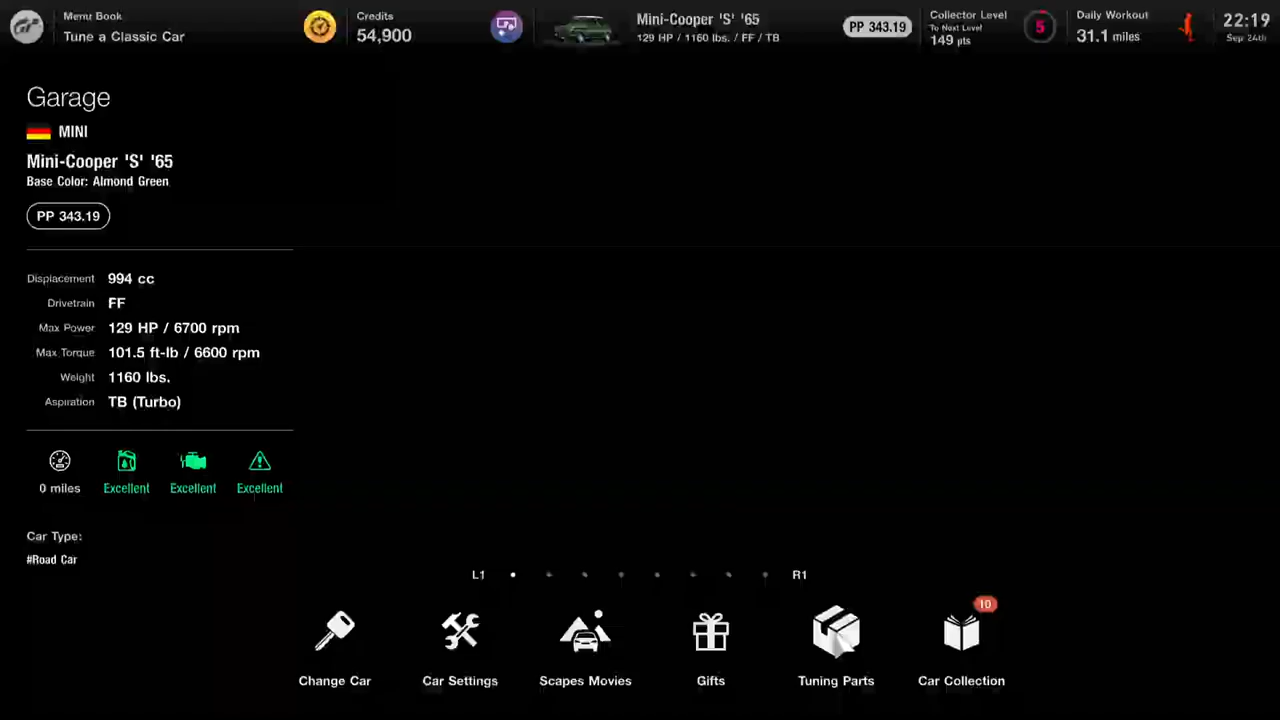 Menu Book
Tune a Classic Car
Credits
54,900
Mini-Cooper 'S' '65
129 HP / 1160 lbs. / FF / TB
PP 343.19
Collector Level
To Next Level
149 pts
5
Daily Workout
31.1 miles
22:19
Sep 24th
Garage
MINI
Mini-Cooper 'S' '65
Base Color: Almond Green
PP 343.19
Displacement 994 cc
Drivetrain FF
Max Power 129 HP / 6700 rpm
Max Torque 101.5 ft-lb / 6600 rpm
Weight 1160 lbs.
Aspiration TB (Turbo)
0 miles Excellent Excellent Excellent
Car Type:
#Road Car
L1 R1
10
Change Car Car Settings Scapes Movies Gifts Tuning Parts Car Collection